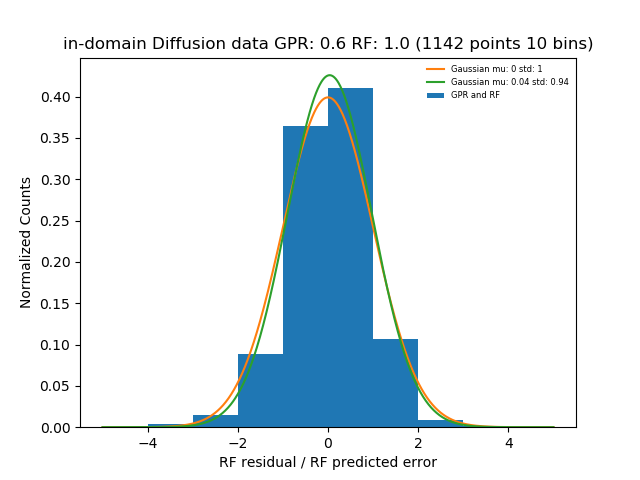 in-domain Diffusion data GPR: 0.6 RF: 1.0 (1142 points 10 bins)
Gaussian mu: 0 std: 1
Gaussian mu: 0.04 std: 0.94
GPR and RF
Normalized Counts
0.40
0.35
0.30
0.25
0.20
0.15
0.10
0.05
0.00
−4
−2
0
2
4
RF residual / RF predicted error